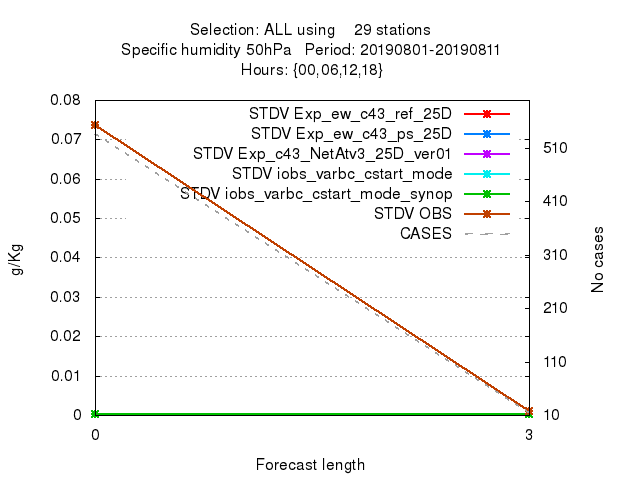 Selection: ALL using 29 stations
Specific humidity 50hPa Period: 20190801-20190811
Hours: {00,06,12,18}
0.08
0.07
0.06
0.05
0.04
0.03
0.02
0.01
0
g/Kg
STDV Exp_ew_c43_ref_25D
STDV Exp_ew_c43_ps_25D
STDV Exp_c43_NetAtv3_25D_ver01
STDV iobs_varbc_cstart_mode
STDV iobs_varbc_cstart_mode_synop
STDV OBS
CASES
510
410
310
210
110
10
No cases
0 3
Forecast length